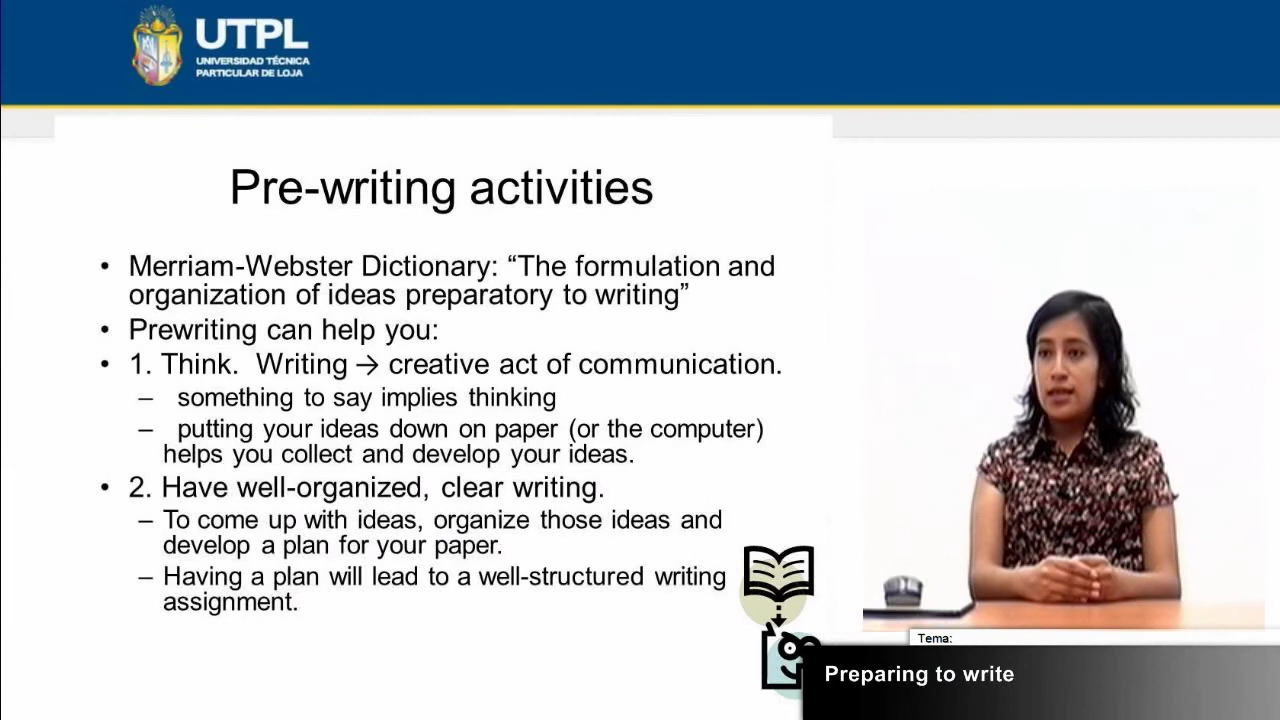 UTPL
UNIVERSIDAD TÉCNICA
PARTICULAR DE LOJA
Pre-writing activities
• Merriam-Webster Dictionary: “The formulation and
organization of ideas preparatory to writing”
• Prewriting can help you:
• 1. Think. Writing → creative act of communication.
– something to say implies thinking
– putting your ideas down on paper (or the computer)
helps you collect and develop your ideas.
• 2. Have well-organized, clear writing.
– To come up with ideas, organize those ideas and
develop a plan for your paper.
– Having a plan will lead to a well-structured writing
assignment.
Tema:
Preparing to write